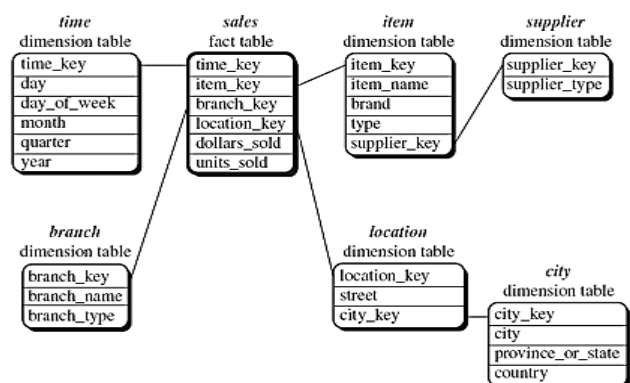 time
dimension table
time_key
day
day_of_week
month
quarter
year
sales
fact table
time_key
item_key
branch_key
location_key
dollars_sold
units_sold
item
dimension table
item_key
item_name
brand
type
supplier_key
supplier
dimension table
supplier_key
supplier_type
branch
dimension table
branch_key
branch_name
branch_type
location
dimension table
location_key
street
city_key
city
dimension table
city_key
city
province_or_state
country